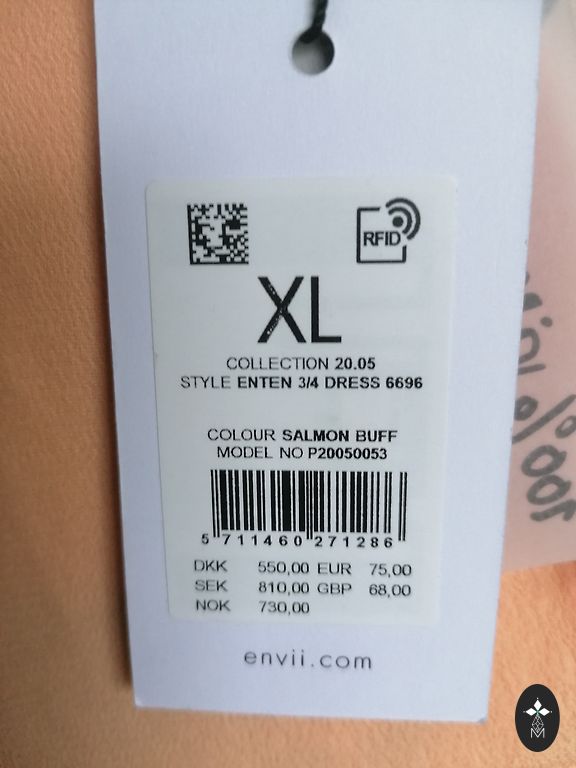 RFID
XL
COLLECTION 20.05
STYLE ENTEN 3/4 DRESS 6696
COLOUR SALMON BUFF
MODEL NO P20050053
5 711460 271286
DKK 550,00 EUR 75,00
SEK 810,00 GBP 68,00
NOK 730,00
envii.com
100%
M